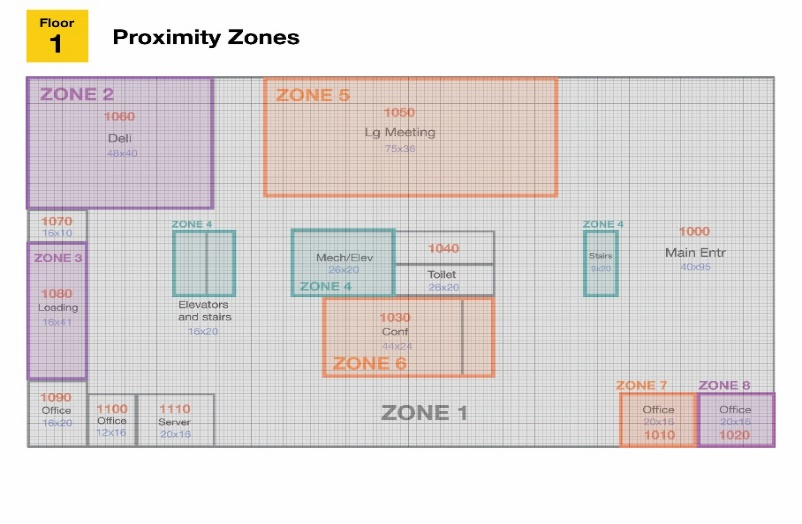 Floor
1
Proximity Zones
ZONE 2
1060
Deli
48x40
ZONE 5
1050
Lg Meeting
75x36
1070
16x10
ZONE 3
1080
Loading
16x41
ZONE 4
Elevators
and stairs
16x20
Mech/Elev
26x20
ZONE 4
1040
Toilet
26x20
1030
Conf
44x24
ZONE 6
ZONE 4
Stairs
9x20
1000
Main Entr
40x95
1090
Office
16x20
1100
Office
12x16
1110
Server
20x16
ZONE 1
ZONE 7
Office
20x16
1010
ZONE 8
Office
20x16
1020